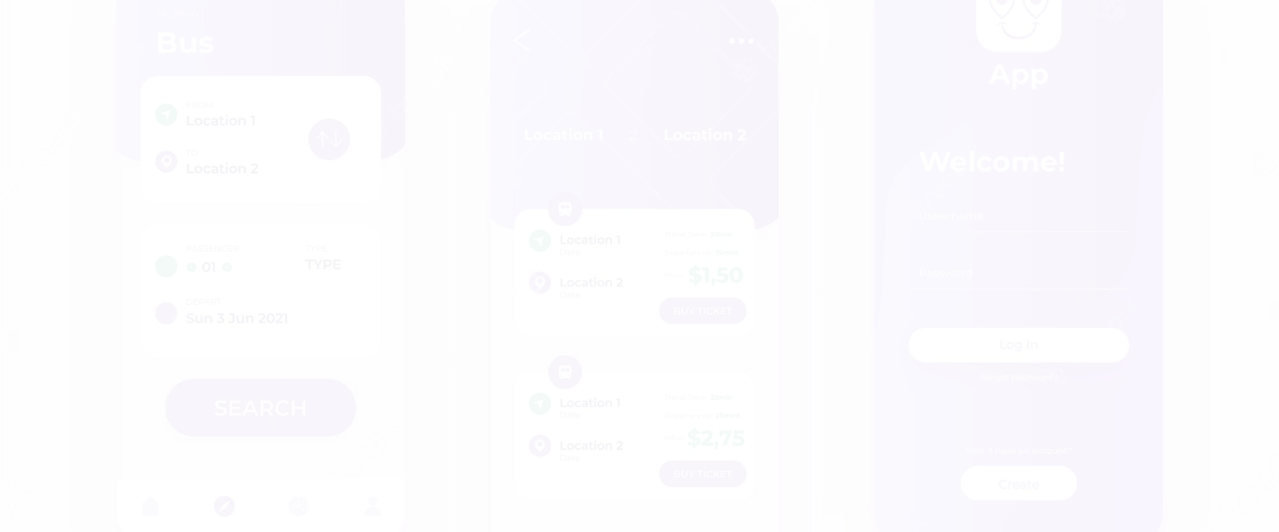 Bus
Location 1
Location 2
PASSENGER
01
TYPE
TYPE
DEPART
Sun 3 Jun 2021
SEARCH
Location 1
Location 2
Location 1
Location 2
$1,50
BUY TICKET
Location 1
Location 2
$2,75
BUY TICKET
App
Welcome!
Username
Password
Log In
Create